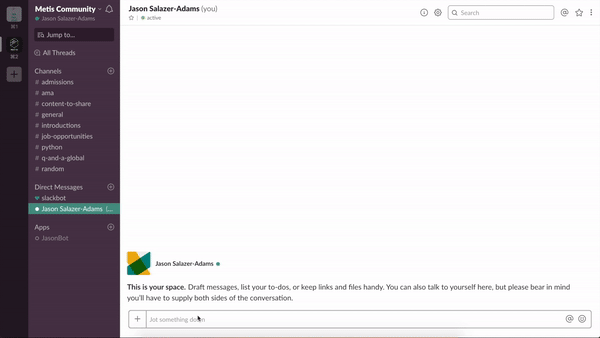 Metis Community
Jason Salazer-Adams
Jump to...
All Threads
Channels
# admissions
# ama
# content-to-share
# general
# introductions
# job-opportunities
# python
# q-and-a-global
# random
Direct Messages
slackbot
Jason Salazer-Adams (...
Apps
JasonBot
Jason Salazer-Adams (you)
active
Search
Jason Salazer-Adams
This is your space. Draft messages, list your to-dos, or keep links and files handy. You can also talk to yourself here, but please bear in mind
you'll have to supply both sides of the conversation.
Jot something down